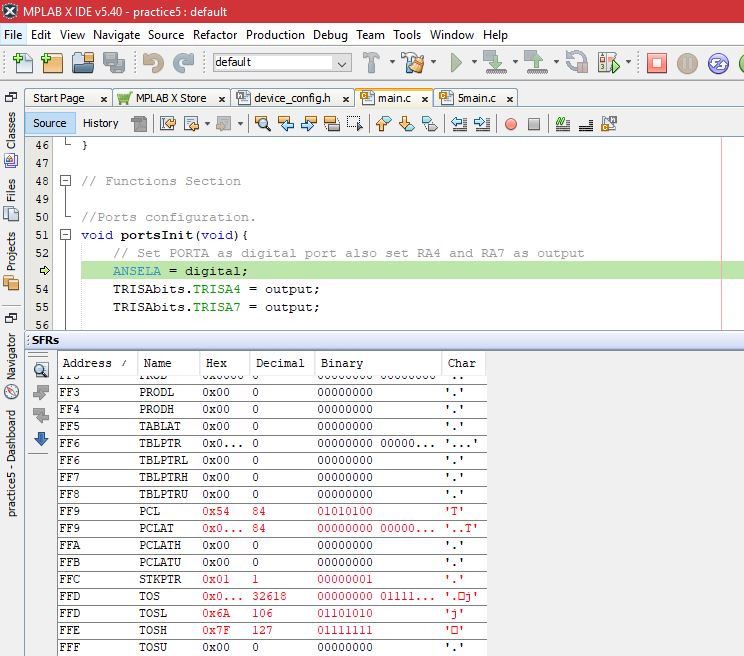 MPLAB X IDE v5.40 - practice5 : default
File Edit View Navigate Source Refactor Production Debug Team Tools Window Help
default
Start Page MPLAB X Store device_config.h main.c 5main.c
Source History
Classes
Files
Projects
Navigator
practice5 - Dashboard
46 }
47
48 // Functions Section
49
50 //Ports configuration.
51 void portsInit(void){
52 // Set PORTA as digital port also set RA4 and RA7 as output
ANSELA = digital;
54 TRISAbits.TRISA4 = output;
55 TRISAbits.TRISA7 = output;
56
SFRs
Address / Name Hex Decimal Binary Char
FF3 PROD 0x0000 0 00000000 00000000 '..'
FF3 PRODL 0x00 0 00000000 '.'
FF4 PRODH 0x00 0 00000000 '.'
FF5 TABLAT 0x00 0 00000000 '.'
FF6 TBLPTR 0x0... 0 00000000 00000... '...'
FF6 TBLPTRL 0x00 0 00000000 '.'
FF7 TBLPTRH 0x00 0 00000000 '.'
FF8 TBLPTRU 0x00 0 00000000 '.'
FF9 PCL 0x54 84 01010100 'T'
FF9 PCLAT 0x0... 84 00000000 00000... '..T'
FFA PCLATH 0x00 0 00000000 '.'
FFB PCLATU 0x00 0 00000000 '.'
FFC STKPTR 0x01 1 00000001 '.'
FFD TOS 0x0... 32618 00000000 01111... '.□j'
FFD TOSL 0x6A 106 01101010 'j'
FFE TOSH 0x7F 127 01111111 '□'
FFF TOSU 0x00 0 00000000 '.'